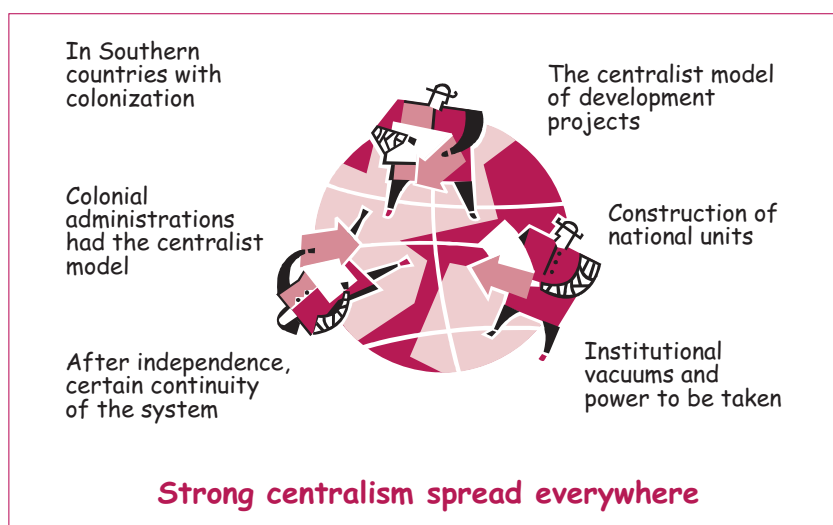 In Southern
countries with
colonization
Colonial
administrations
had the centralist
model
After independence,
certain continuity
of the system
The centralist model
of development
projects
Construction of
national units
Institutional
vacuums and
power to be taken
Strong centralism spread everywhere